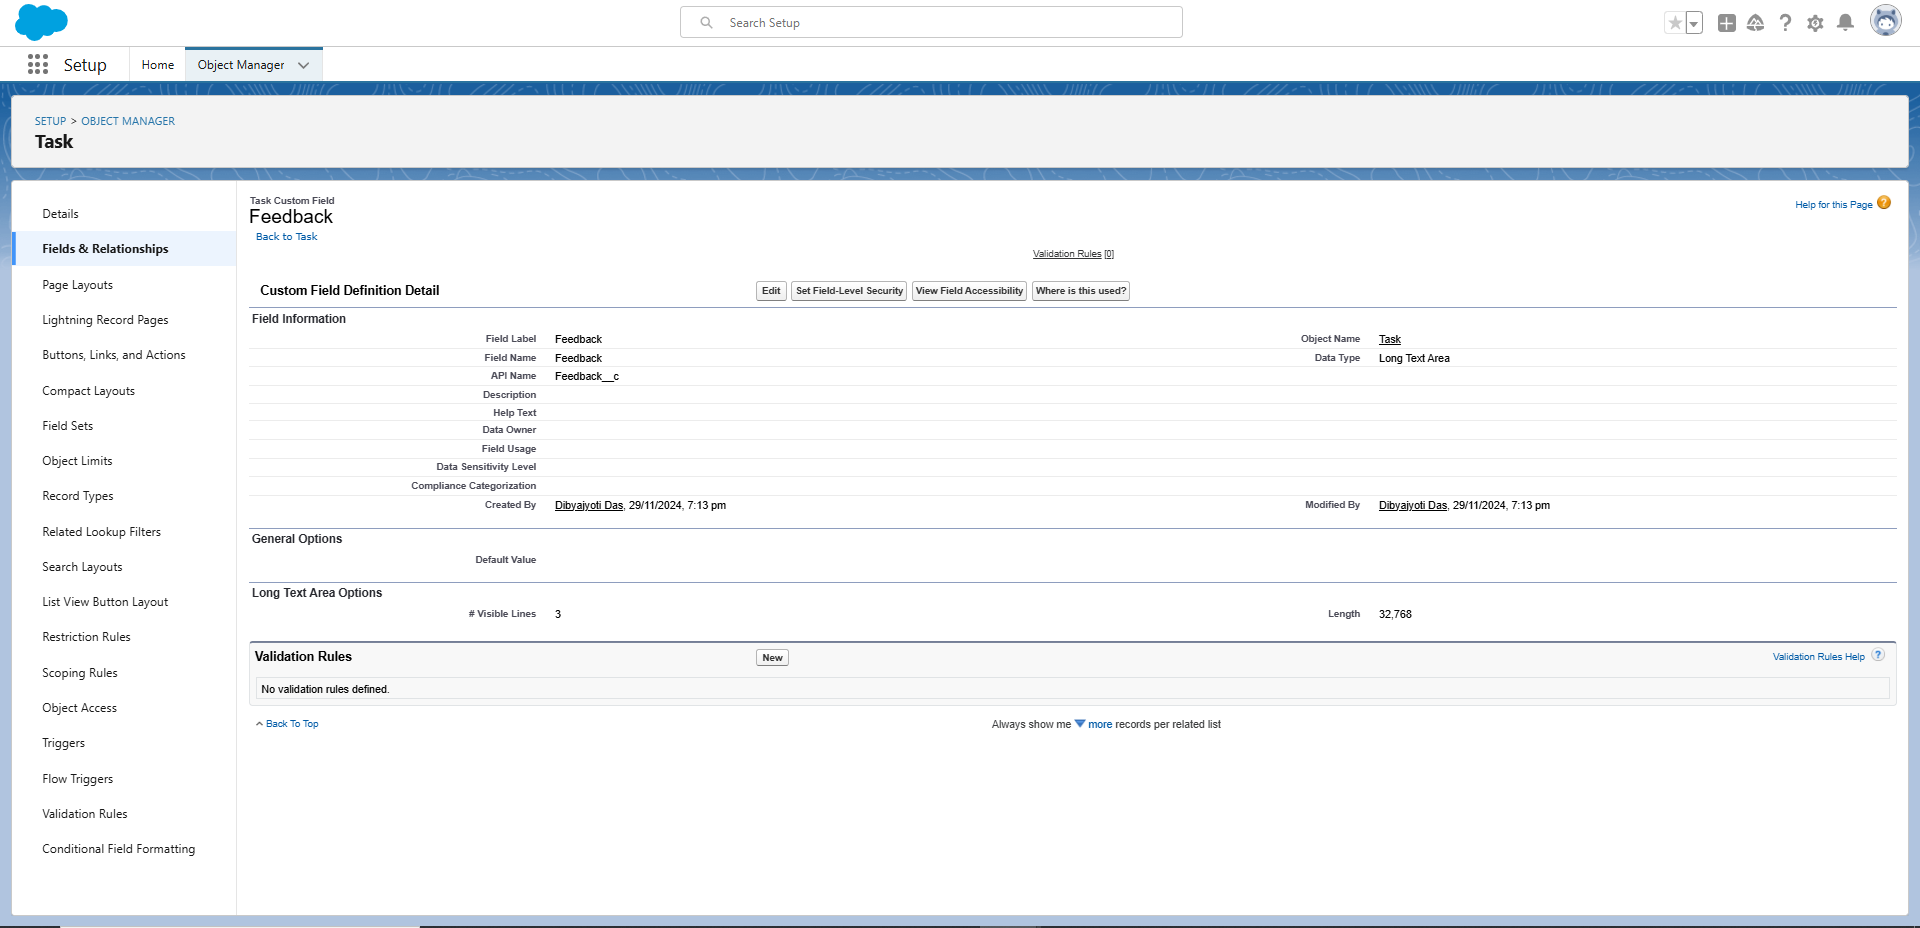 Search Setup
Setup
Home
Object Manager
SETUP > OBJECT MANAGER
Task
Details
Fields & Relationships
Page Layouts
Lightning Record Pages
Buttons, Links, and Actions
Compact Layouts
Field Sets
Object Limits
Record Types
Related Lookup Filters
Search Layouts
List View Button Layout
Restriction Rules
Scoping Rules
Object Access
Triggers
Flow Triggers
Validation Rules
Conditional Field Formatting
Task Custom Field
Feedback
Back to Task
Help for this Page ?
Validation Rules [0]
Custom Field Definition Detail
Edit
Set Field-Level Security
View Field Accessibility
Where is this used?
Field Information
Field Label Feedback Object Name Task
Field Name Feedback Data Type Long Text Area
API Name Feedback__c
Description
Help Text
Data Owner
Field Usage
Data Sensitivity Level
Compliance Categorization
Created By Dibyajyoti Das, 29/11/2024, 7:13 pm Modified By Dibyajyoti Das, 29/11/2024, 7:13 pm
General Options
Default Value
Long Text Area Options
# Visible Lines 3 Length 32,768
Validation Rules New Validation Rules Help ?
No validation rules defined.
Back To Top
Always show me more records per related list